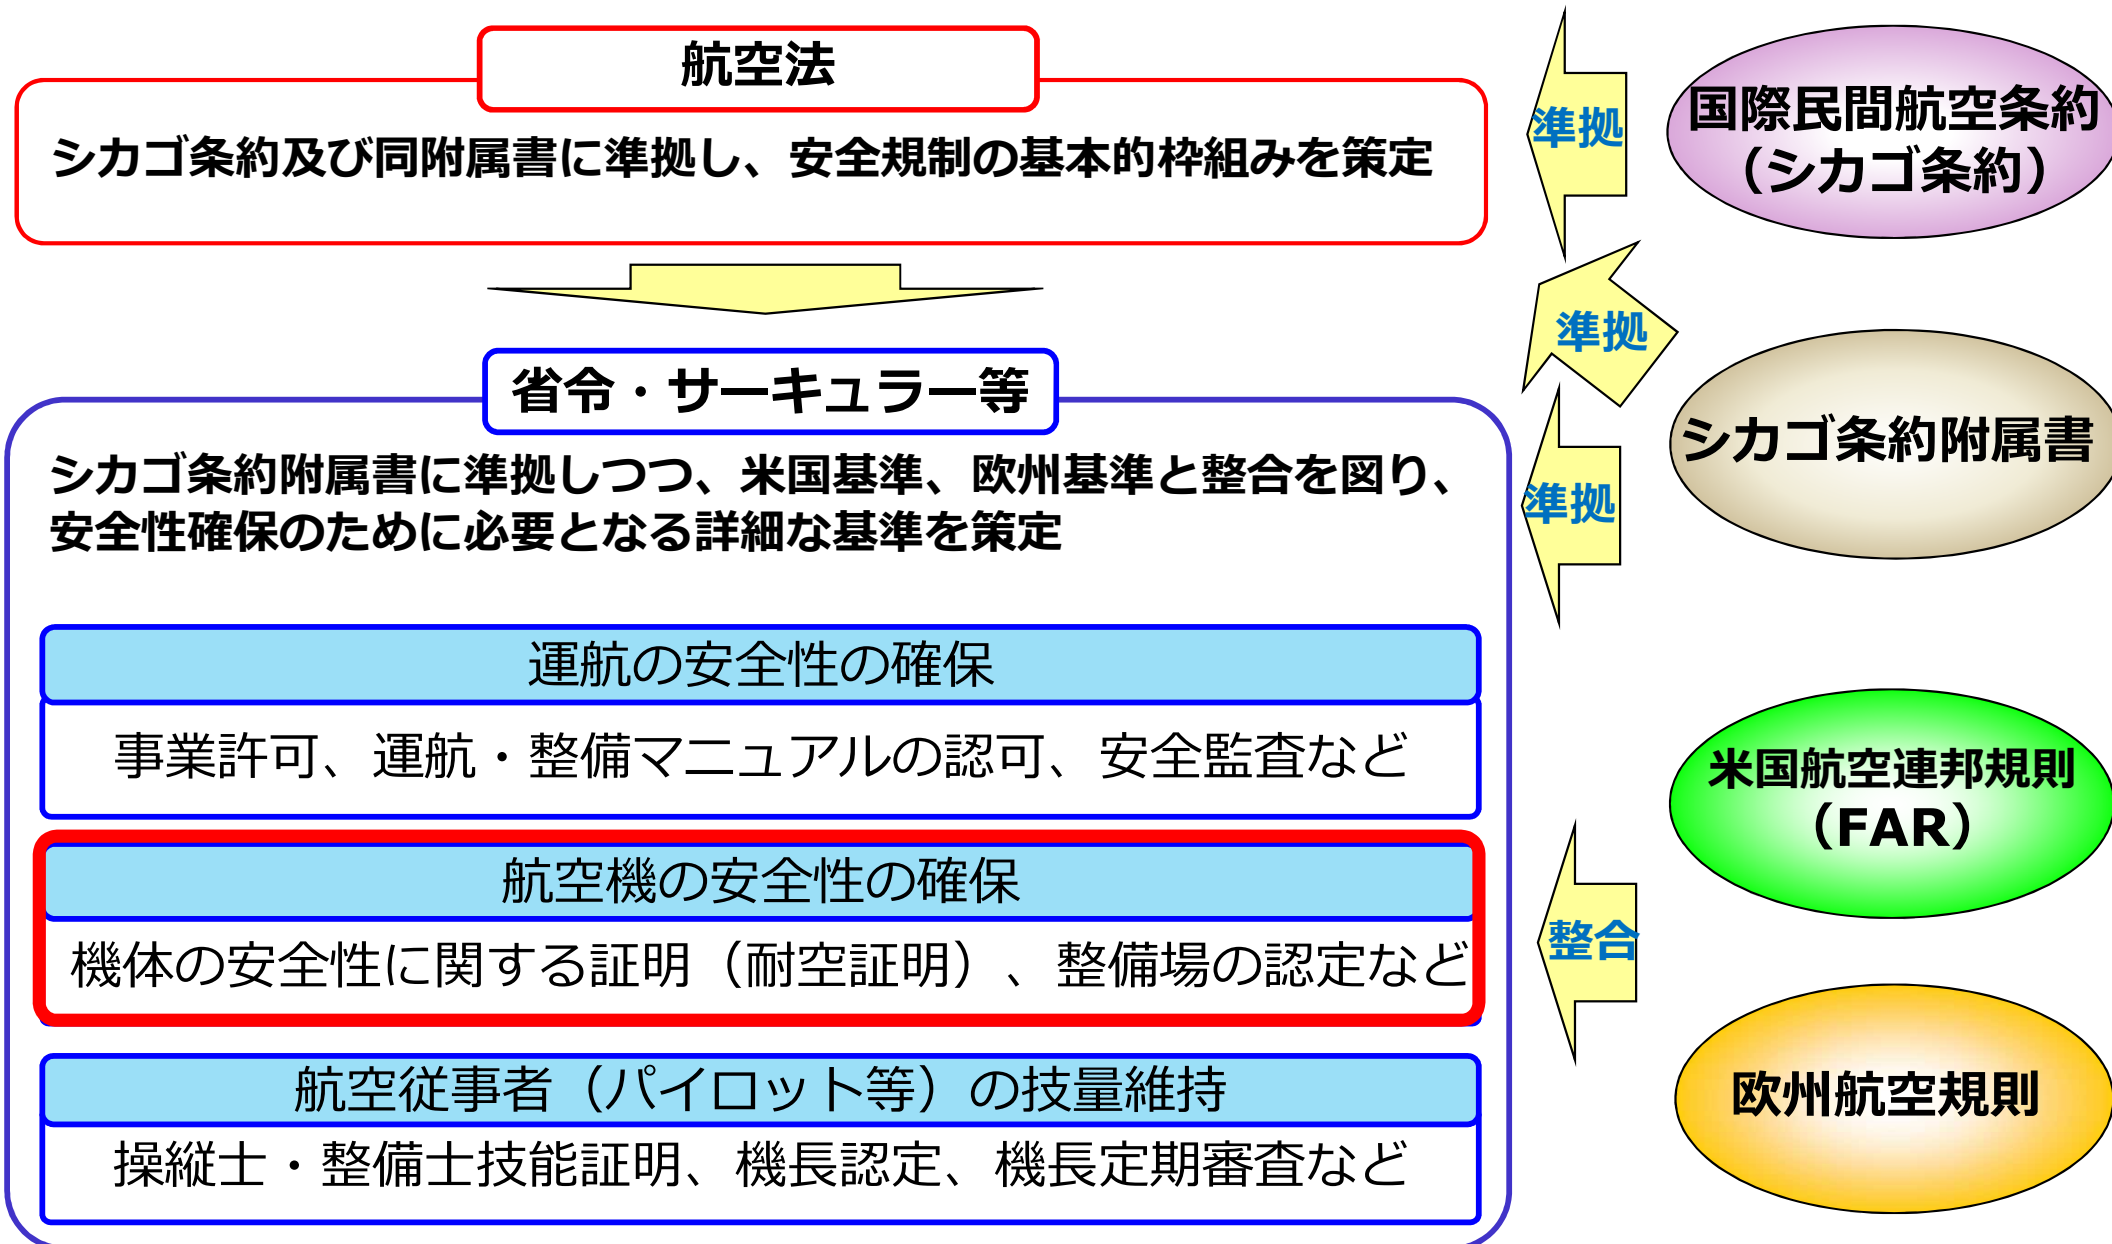 航空法
シカゴ条約及び同附属書に準拠し、安全規制の基本的枠組みを策定
準拠
国際民間航空条約
（シカゴ条約）
準拠
シカゴ条約附属書
準拠
省令・サーキュラー等
シカゴ条約附属書に準拠しつつ、米国基準、欧州基準と整合を図り、
安全性確保のために必要となる詳細な基準を策定
運航の安全性の確保
事業許可、運航・整備マニュアルの認可、安全監査など
航空機の安全性の確保
機体の安全性に関する証明（耐空証明）、整備場の認定など
航空従事者（パイロット等）の技量維持
操縦士・整備士技能証明、機長認定、機長定期審査など
米国航空連邦規則
（FAR）
整合
欧州航空規則